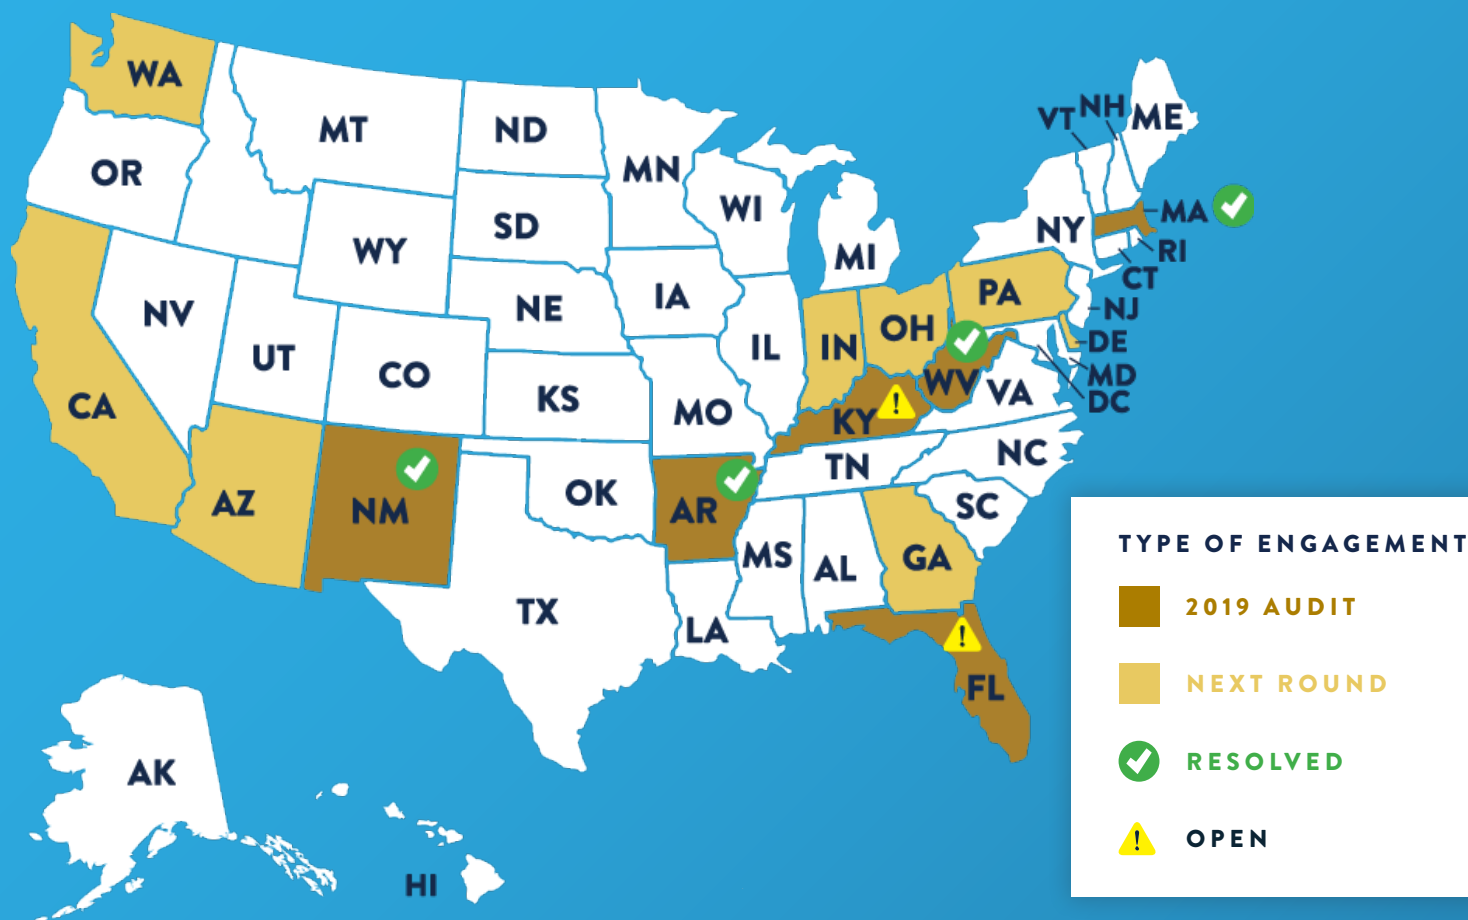 WA
MT
ND
MN
VT
NH
ME
OR
SD
WI
MI
NY
MA
RI
CT
WY
NV
NE
IA
PA
NJ
UT
CO
IL
IN
OH
DE
MD
DC
CA
KS
MO
KY
WV
VA
AZ
NM
OK
AR
TN
NC
SC
MS
AL
GA
TX
LA
FL
AK
HI
TYPE OF ENGAGEMENT
2019 AUDIT
NEXT ROUND
RESOLVED
! OPEN
!
!